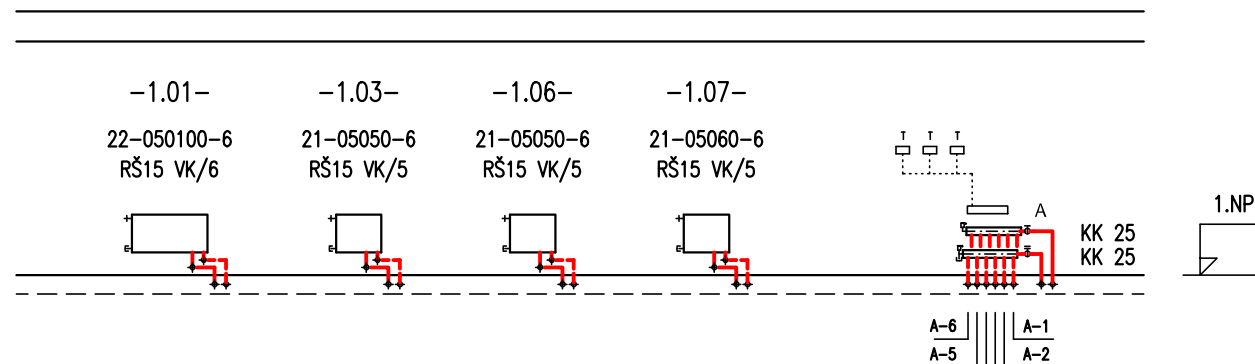 -1.01- -1.03- -1.06- -1.07-
22-050100-6 21-05050-6 21-05050-6 21-05060-6
RŠ15 VK/6 RŠ15 VK/5 RŠ15 VK/5 RŠ15 VK/5
T T T
A
1.NP
KK 25
KK 25
A-6 A-1
A-5 A-2